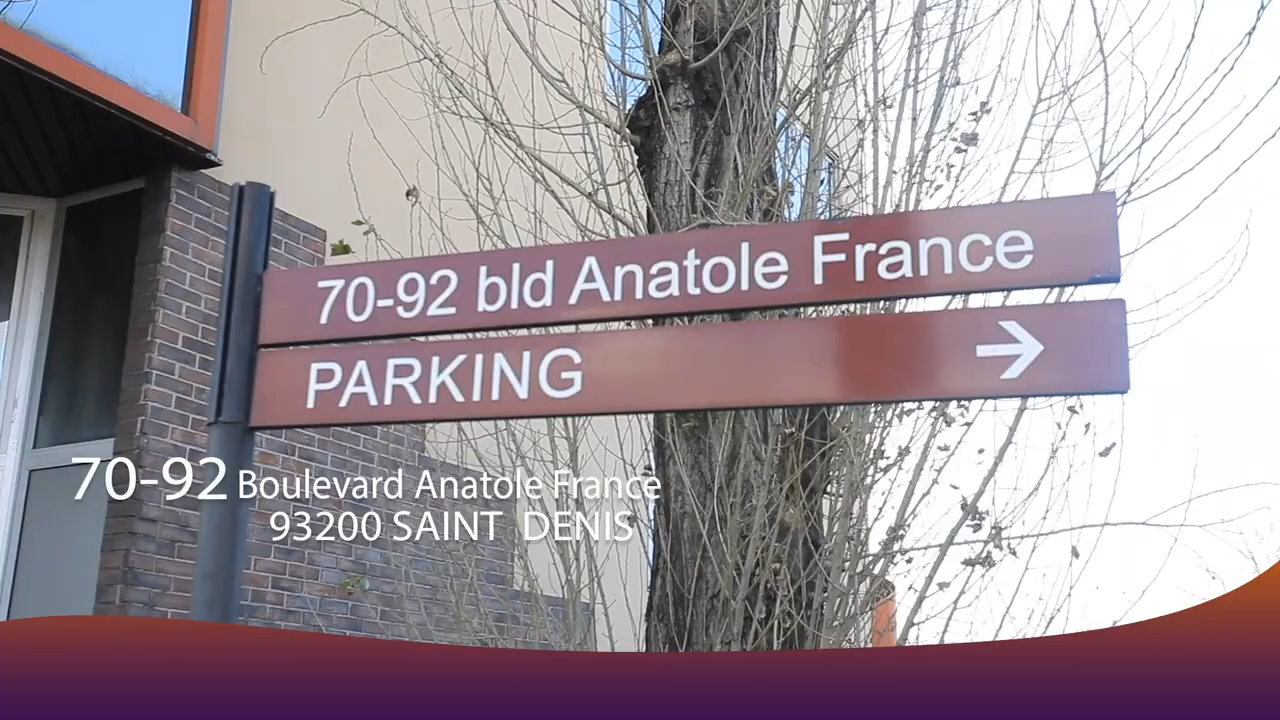 70-92 bld Anatole France
PARKING
70-92 Boulevard Anatole France
93200 SAINT DENIS